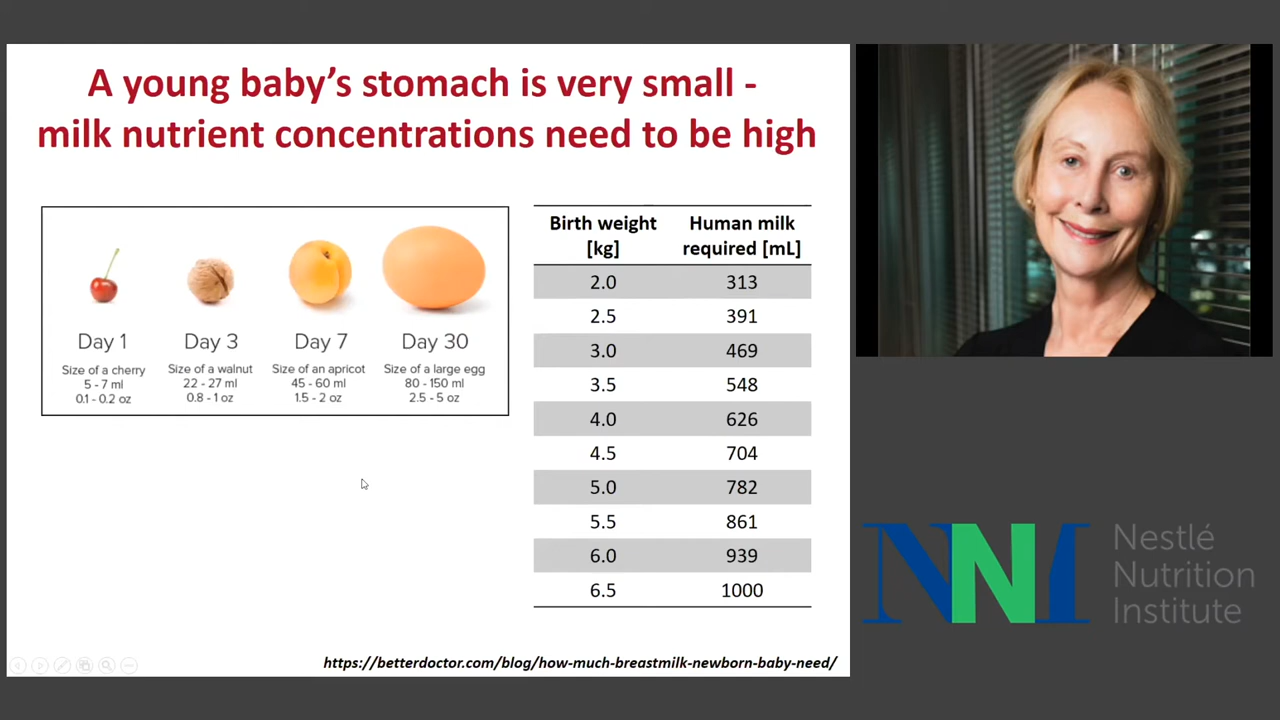 A young baby's stomach is very small -
milk nutrient concentrations need to be high
Day 1
Size of a cherry
5 - 7 ml
0.1 - 0.2 oz
Day 3
Size of a walnut
22 - 27 ml
0.8 - 1 oz
Day 7
Size of an apricot
45 - 60 ml
1.5 - 2 oz
Day 30
Size of a large egg
80 - 150 ml
2.5 - 5 oz
Birth weight [kg] Human milk required [mL]
2.0 313
2.5 391
3.0 469
3.5 548
4.0 626
4.5 704
5.0 782
5.5 861
6.0 939
6.5 1000
https://betterdoctor.com/blog/how-much-breastmilk-newborn-baby-need/
NNI
Nestlé
Nutrition
Institute